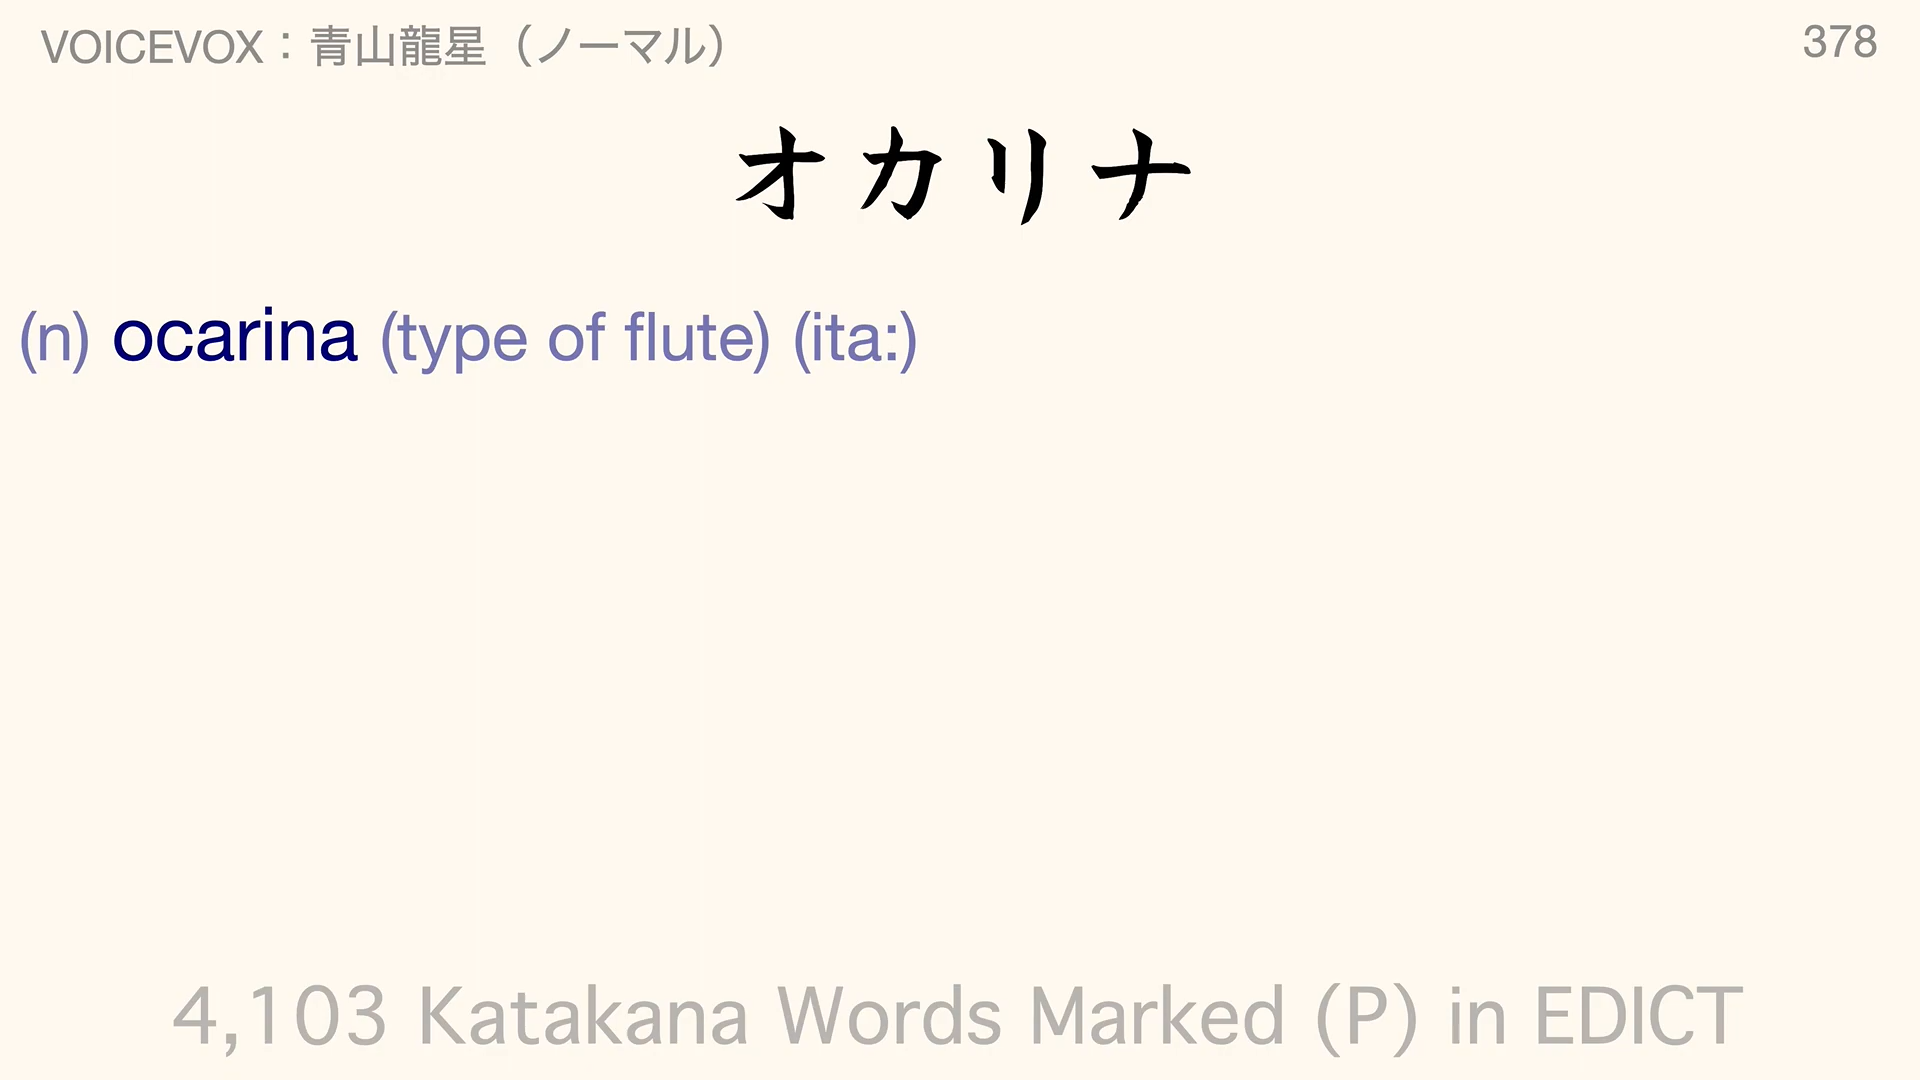 VOICEVOX：青山龍星（ノーマル）
378
オカリナ
(n) ocarina (type of flute) (ita:)
4,103 Katakana Words Marked (P) in EDICT